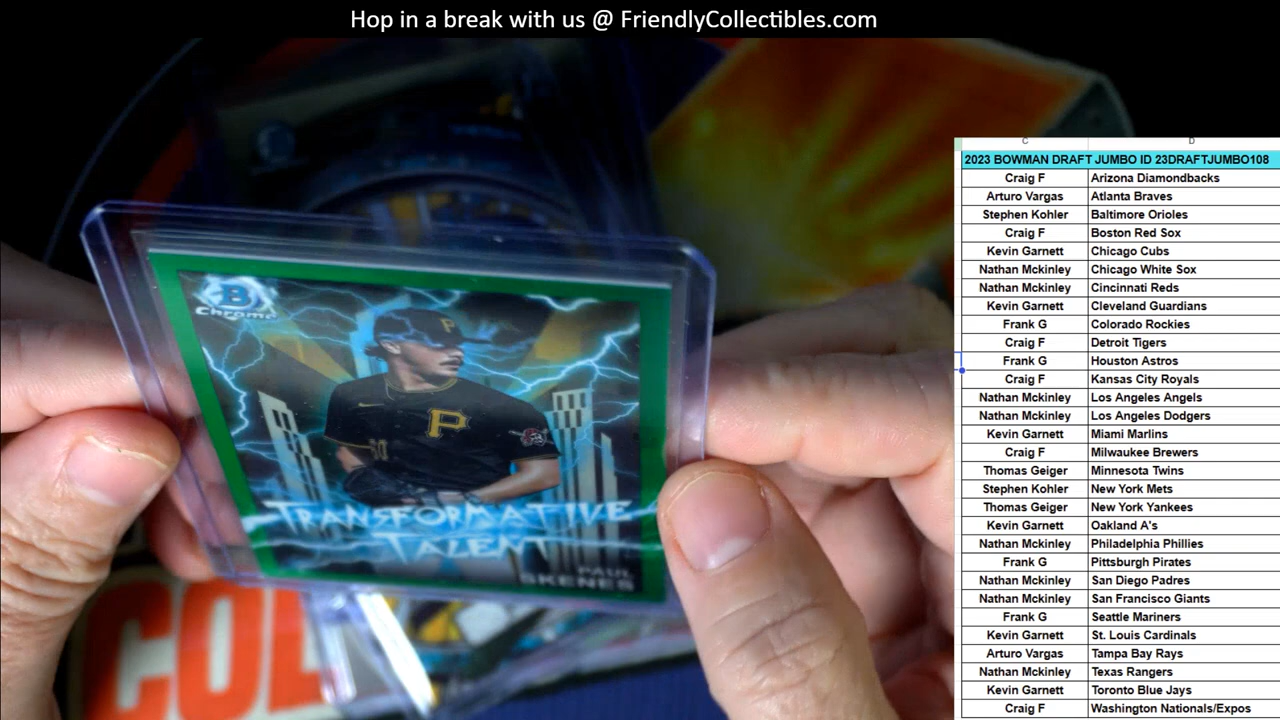 Hop in a break with us @ FriendlyCollectibles.com
C D
2023 BOWMAN DRAFT JUMBO ID 23DRAFTJUMBO108
Craig F Arizona Diamondbacks
Arturo Vargas Atlanta Braves
Stephen Kohler Baltimore Orioles
Craig F Boston Red Sox
Kevin Garnett Chicago Cubs
Nathan Mckinley Chicago White Sox
Nathan Mckinley Cincinnati Reds
Kevin Garnett Cleveland Guardians
Frank G Colorado Rockies
Craig F Detroit Tigers
Frank G Houston Astros
Craig F Kansas City Royals
Nathan Mckinley Los Angeles Angels
Nathan Mckinley Los Angeles Dodgers
Kevin Garnett Miami Marlins
Craig F Milwaukee Brewers
Thomas Geiger Minnesota Twins
Stephen Kohler New York Mets
Thomas Geiger New York Yankees
Kevin Garnett Oakland A's
Nathan Mckinley Philadelphia Phillies
Frank G Pittsburgh Pirates
Nathan Mckinley San Diego Padres
Nathan Mckinley San Francisco Giants
Frank G Seattle Mariners
Kevin Garnett St. Louis Cardinals
Arturo Vargas Tampa Bay Rays
Nathan Mckinley Texas Rangers
Kevin Garnett Toronto Blue Jays
Craig F Washington Nationals/Expos
B
Chrome
P
P
TRANSFORMATIVE
TALENT
PAUL
SKENES